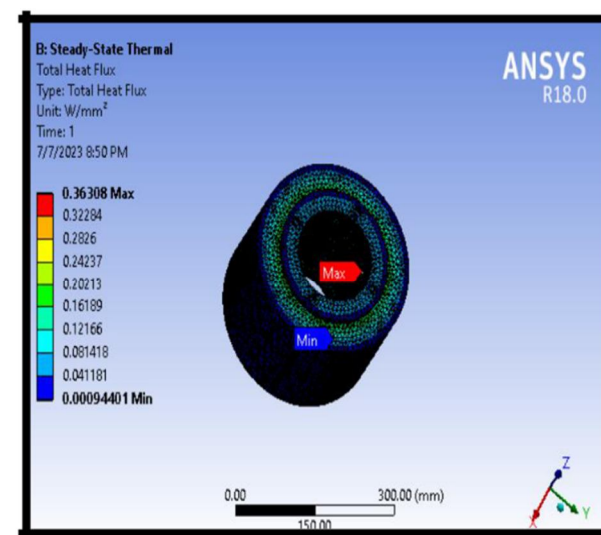 B: Steady-State Thermal
Total Heat Flux
Type: Total Heat Flux
Unit: W/mm²
Time: 1
7/7/2023 8:50 PM
ANSYS
R18.0
0.36308 Max
0.32284
0.2826
0.24237
0.20213
0.16189
0.12166
0.081418
0.041181
0.00094401 Min
Max
Min
0.00
300.00 (mm)
150.00
Z
Y
X